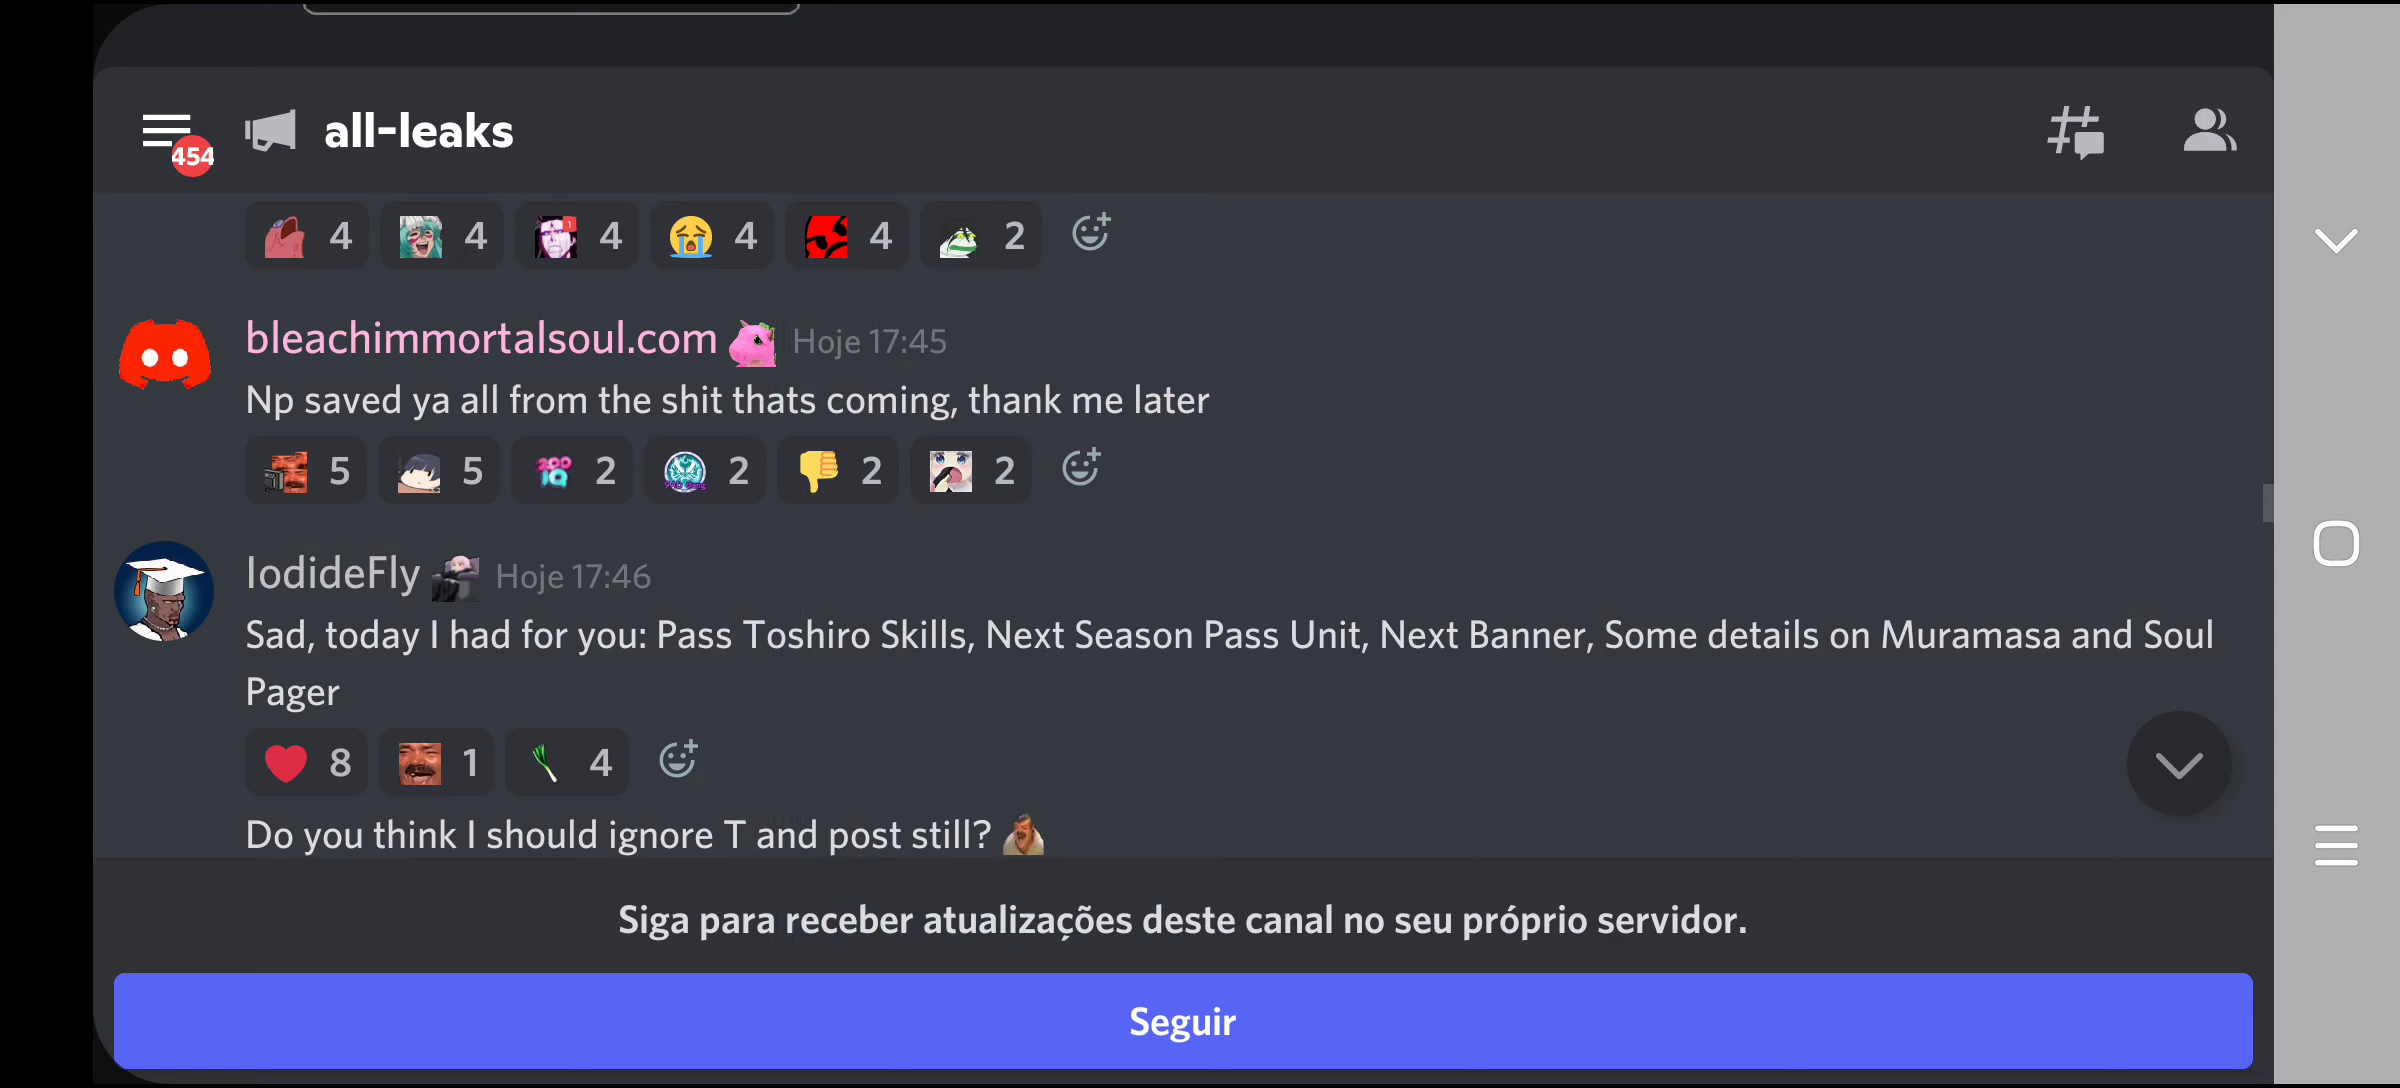 all-leaks
454
4 4 4 4 4 2
bleachimmortalsoul.com Hoje 17:45
Np saved ya all from the shit thats coming, thank me later
5 5 200 IQ 2 2 2 2
IodideFly Hoje 17:46
Sad, today I had for you: Pass Toshiro Skills, Next Season Pass Unit, Next Banner, Some details on Muramasa and Soul
Pager
8 1 4
Do you think I should ignore T and post still?
Siga para receber atualizações deste canal no seu próprio servidor.
Seguir